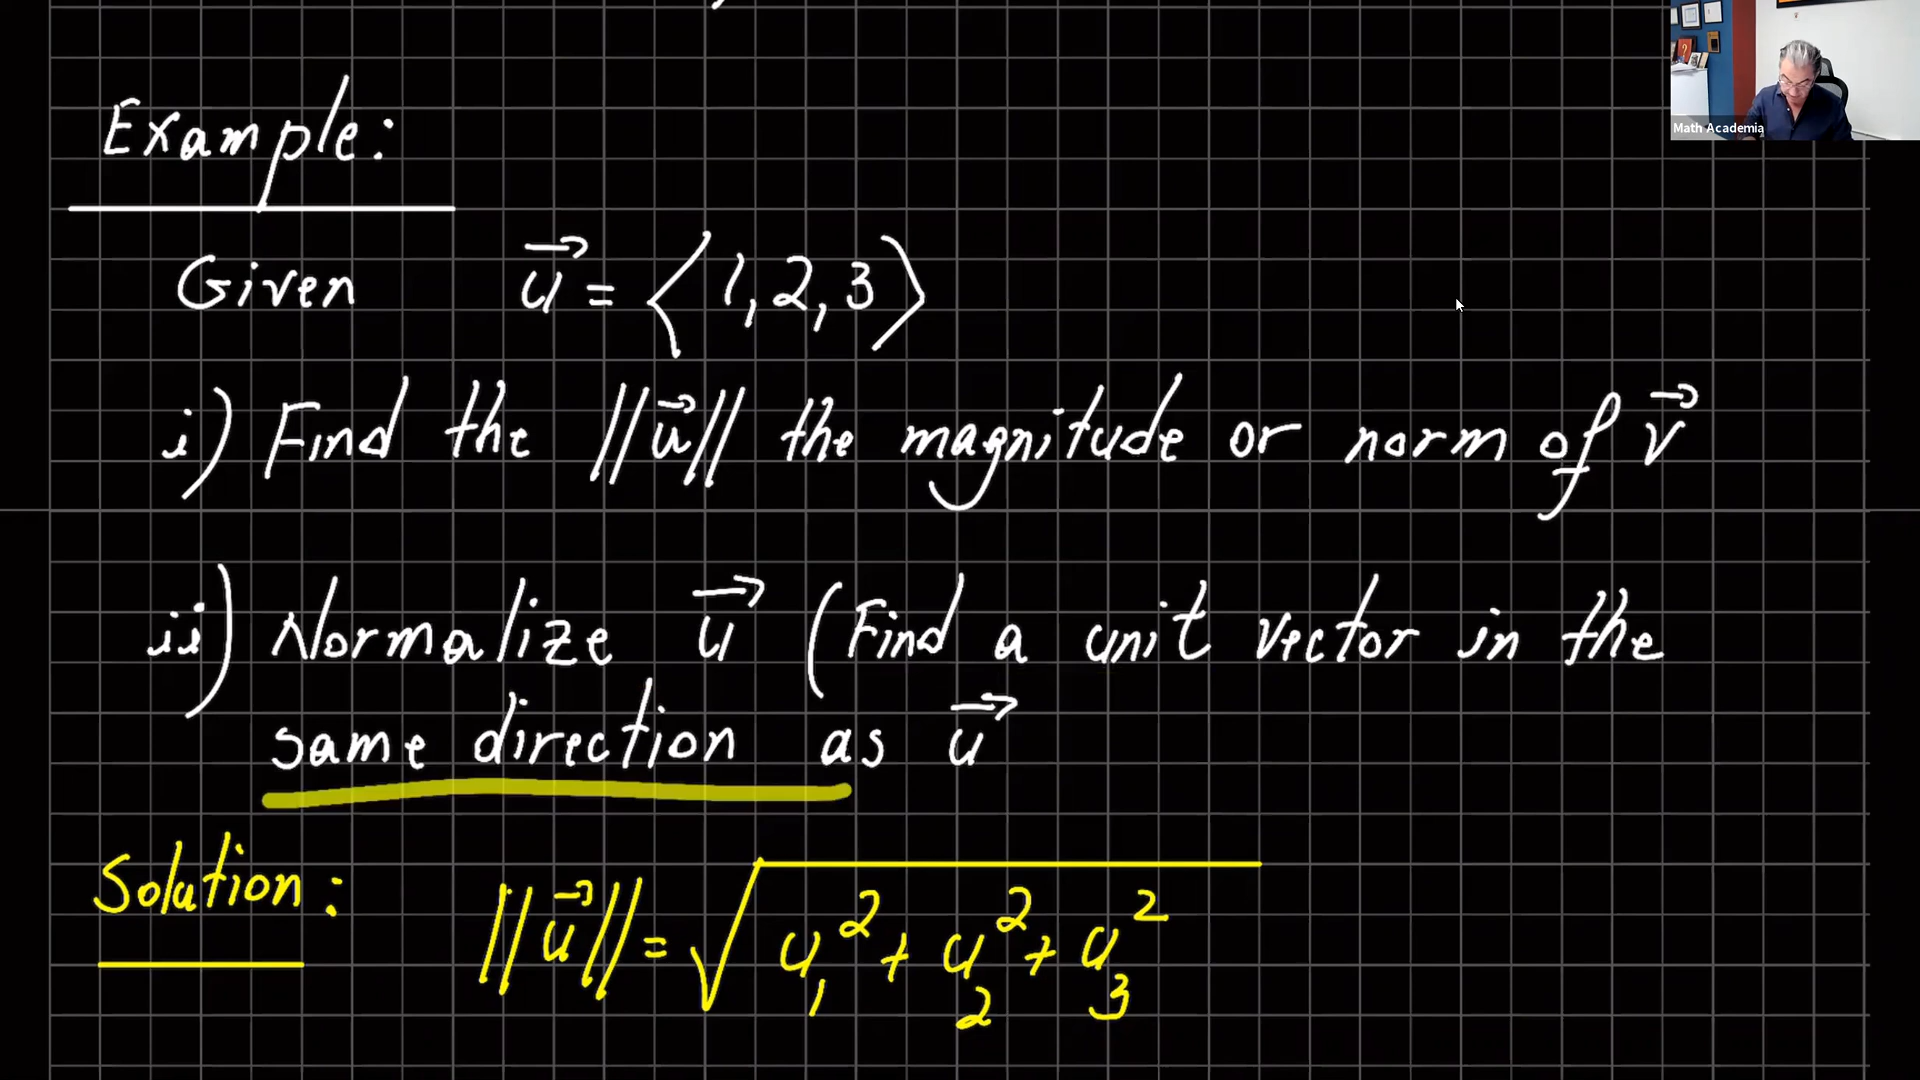 Math Academia
Example:
Given u⃗ = ⟨1, 2, 3⟩
i) Find the ||u⃗|| the magnitude or norm of v⃗
ii) Normalize u⃗ (Find a unit vector in the
same direction as u⃗
Solution: ||u⃗|| = √(u₁² + u₂² + u₃²)